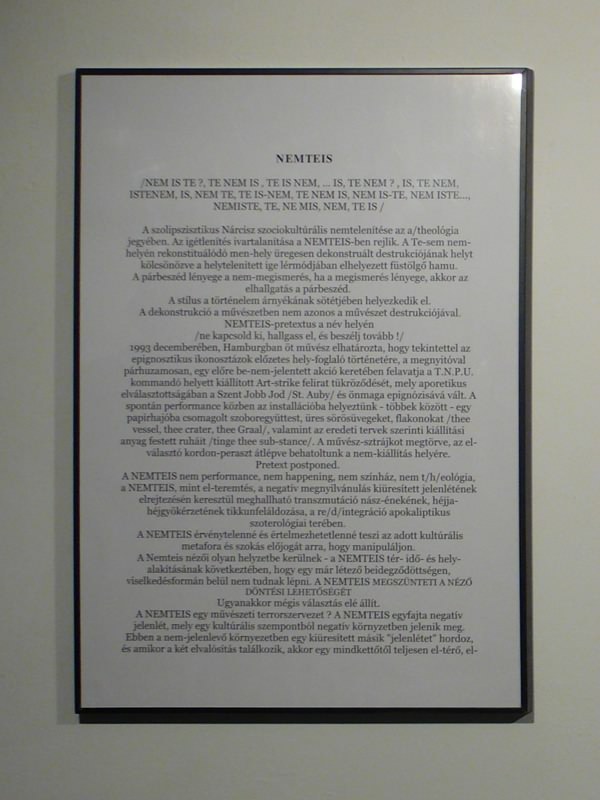 NEMTEIS
/NEM IS TE ?, TE NEM IS , TE IS NEM, ... IS, TE NEM ? , IS, TE NEM,
ISTENEM, IS, NEM TE, TE IS-NEM, TE NEM IS, NEM IS-TE, NEM ISTE...,
NEMISTE, TE, NE MIS, NEM, TE IS /
A szolipszisztikus Nárcisz szociokultúrális nemtelenítése az a/theológia
jegyében. Az igétlenítés ivartalanítása a NEMTEIS-ben rejlik. A Te-sem nem-
helyén rekonstituálódó men-hely üregesen dekonstruált destrukciójának helyt
kölcsönözve a helytelenített ige lérmódjában elhelyezett füstölgő hamu.
A párbeszéd lényege a nem-megismerés, ha a megismerés lényege, akkor az
elhallgatás a párbeszéd.
A stílus a történelem árnyékának sötétjében helyezkedik el.
A dekonstrukció a művészetben nem azonos a művészet destrukciójával.
NEMTEIS-pretextus a név helyén
/ne kapcsold ki, hallgass el, és beszélj tovább !/
1993 decemberében, Hamburgban öt művész elhatározta, hogy tekintettel az
epignosztikus ikonosztázok előzetes hely-foglaló történetére, a megnyitóval
párhuzamosan, egy előre be-nem-jelentett akció keretében felavatja a T.N.P.U.
kommandó helyett kiállított Art-strike felirat tükröződését, mely aporetikus
elválasztottságában a Szent Jobb Jod /St. Auby/ és önmaga epignózisává vált. A
spontán performance közben az installációba helyeztünk - többek között - egy
papírhajóba csomagolt szoboregyüttest, üres sörösüvegeket, flakonokat /thee
vessel, thee crater, thee Graal/, valamint az eredeti tervek szerinti kiállítási
anyag festett ruháit /tinge thee sub-stance/. A művész-sztrájkot megtörve, az el-
választó kordon-peraszt átlépve behatoltunk a nem-kiállítás helyére.
Pretext postponed.
A NEMTEIS nem performance, nem happening, nem színház, nem t/h/eológia,
a NEMTEIS, mint el-teremtés, a negatív megnyilvánulás kiüresített jelenlétének
elrejtezésén keresztül meghallható transzmutáció nász-énekének, héjja-
héjgyűkérzetének tikkunfeláldozása, a re/d/integráció apokaliptikus
szoterológiai terében.
A NEMTEIS érvénytelenné és értelmezhetetlenné teszi az adott kultúrális
metafora és szokás előjogát arra, hogy manipuláljon.
A Nemteis nézői olyan helyzetbe kerülnek - a NEMTEIS tér- idő- és hely-
alakításának következtében, hogy egy már létező beidegződöttségen,
viselkedésformán belül nem tudnak lépni. A NEMTEIS MEGSZÜNTETI A NÉZŐ
DÖNTÉSI LEHETŐSÉGÉT
Ugyanakkor mégis választás elé állít.
A NEMTEIS egy művészeti terrorszervezet ? A NEMTEIS egyfajta negatív
jelenlét, mely egy kultúrális szempontból negatív környezetben jelenik meg.
Ebben a nem-jelenlevő környezetben egy kiüresített másik "jelenlétet" hordoz,
és amikor a két elvalósítás találkozik, akkor egy mindkettőtől teljesen el-térő, el-